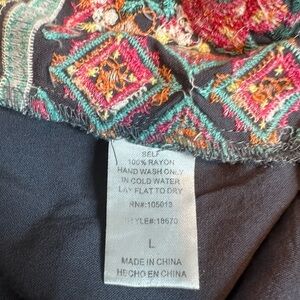 SELF
100% RAYON
HAND WASH ONLY
IN COLD WATER
LAY FLAT TO DRY
RN#:105013
STYLE#:18670
L
MADE IN CHINA
HECHO EN CHINA